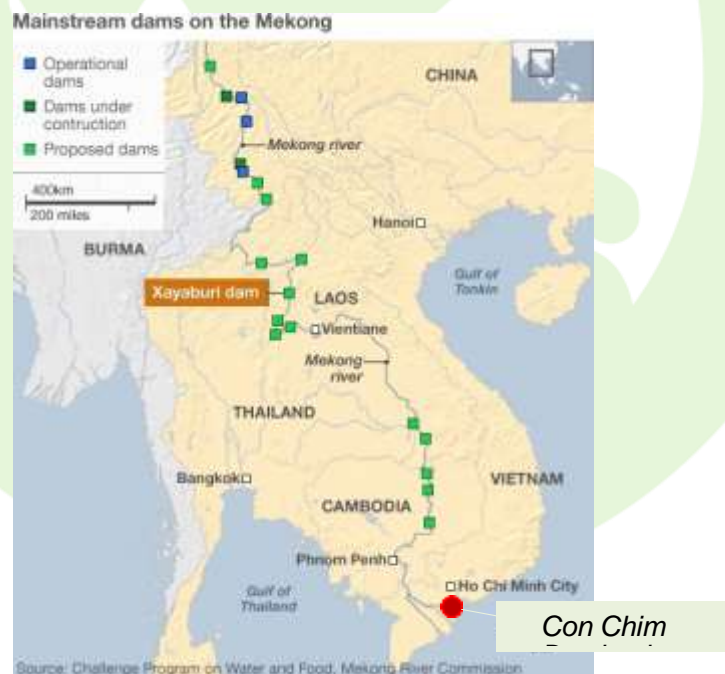 Mainstream dams on the Mekong
Operational
dams
Dams under
contruction
Proposed dams
400km
200 miles
CHINA
Mekong river
Hanoi
BURMA
Gulf of
Tonkin
Xayaburi dam
LAOS
Vientiane
Mekong
river
THAILAND
Bangkok
VIETNAM
CAMBODIA
Phnom Penh
Ho Chi Minh City
Gulf of
Thailand
Con Chim
Source: Challenge Program on Water and Food, Mekong River Commission